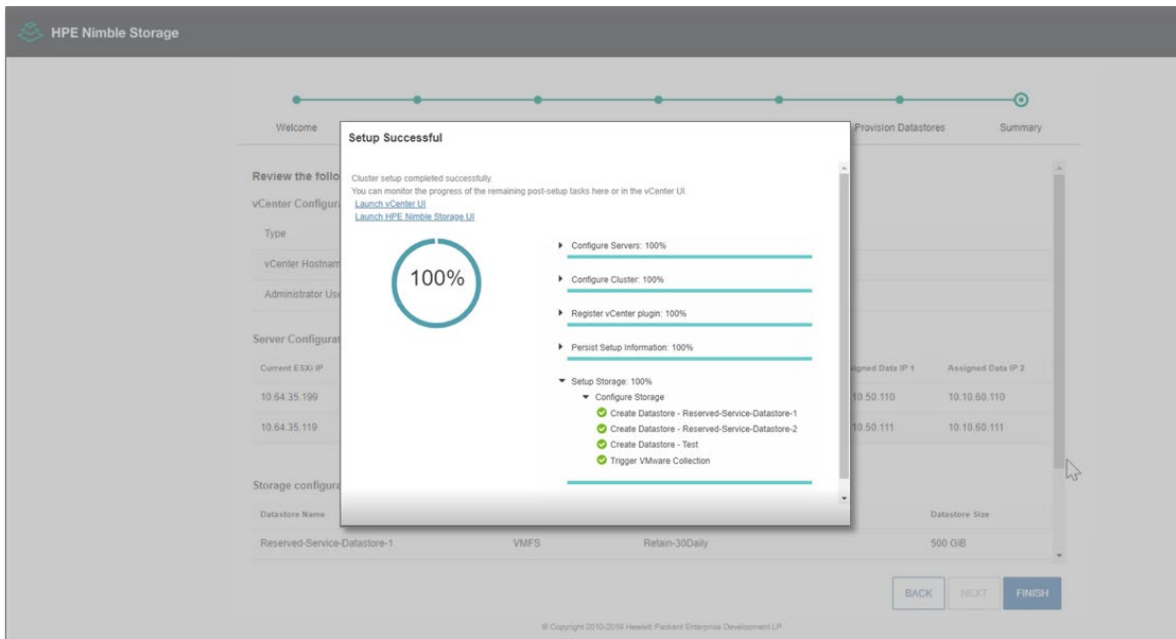 HPE Nimble Storage
Welcome
Provision Datastores
Summary
Setup Successful
Review the follo
Cluster setup completed successfully.
You can monitor the progress of the remaining post-setup tasks here or in the vCenter UI.
Launch vCenter UI
Launch HPE Nimble Storage UI
vCenter Configur
Type
vCenter Hostnam
Administrator Use
100%
Configure Servers: 100%
Configure Cluster: 100%
Register vCenter plugin: 100%
Persist Setup Information: 100%
Setup Storage: 100%
Configure Storage
Create Datastore - Reserved-Service-Datastore-1
Create Datastore - Reserved-Service-Datastore-2
Create Datastore - Test
Trigger VMware Collection
Server Configurat
Current ESXi IP
igned Data IP 1
Assigned Data IP 2
10.64.35.199
10.50.110
10.10.60.110
10.64.35.119
10.50.111
10.10.60.111
Storage configura
Datastore Name
Datastore Size
Reserved-Service-Datastore-1
VMFS
Retain-30Daily
500 GiB
BACK
NEXT
FINISH
© Copyright 2010-2019 Hewlett Packard Enterprise Development LP